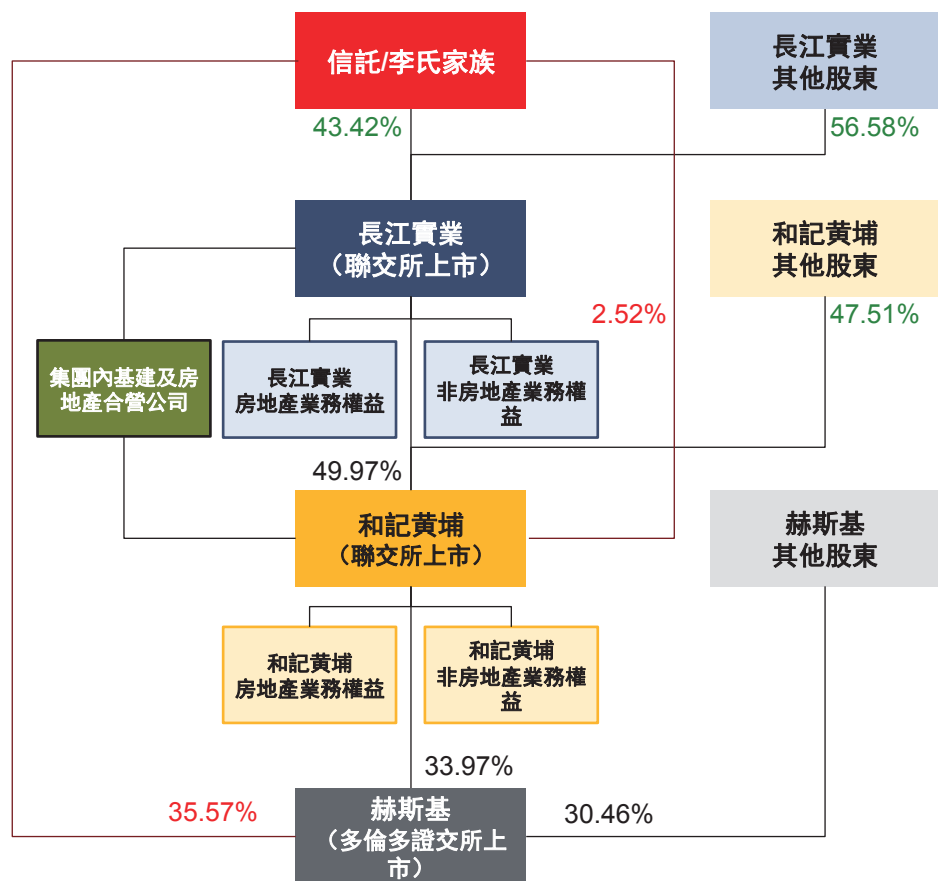 信託/李氏家族
長江實業
其他股東
43.42%
56.58%
長江實業
（聯交所上市）
和記黄埔
其他股東
2.52%
47.51%
集團內基建及房
地產合營公司
長江實業
房地產業務權益
長江實業
非房地產業務權
益
49.97%
和記黄埔
（聯交所上市）
赫斯基
其他股東
和記黄埔
房地產業務權益
和記黄埔
非房地產業務權
益
33.97%
35.57%
赫斯基
（多倫多證交所上
市）
30.46%